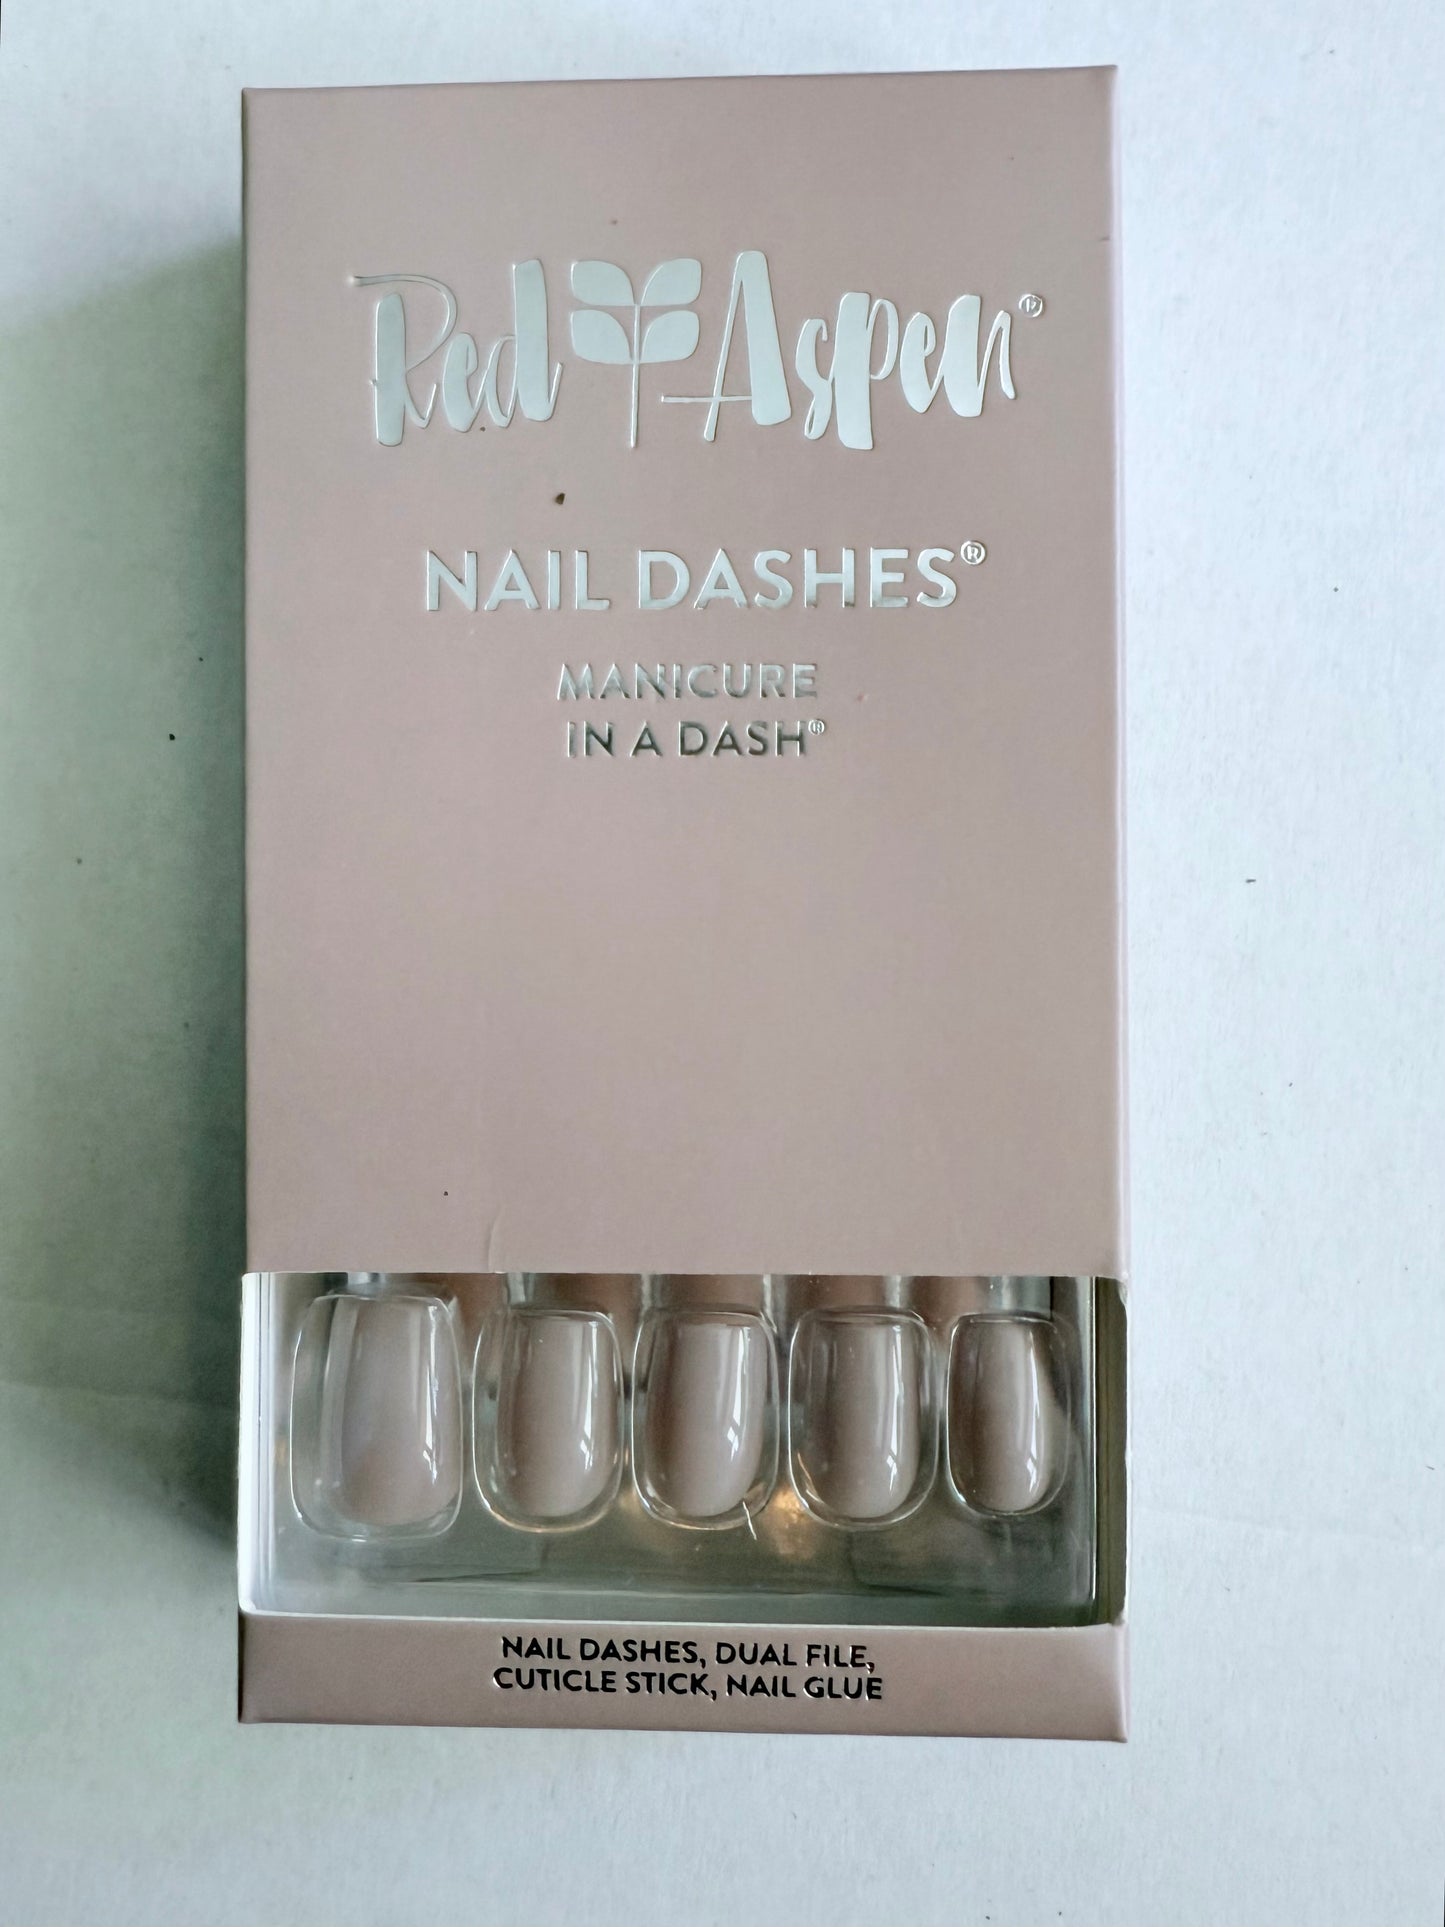 Red Aspen®
NAIL DASHES®
MANICURE
IN A DASH®
NAIL DASHES, DUAL FILE,
CUTICLE STICK, NAIL GLUE